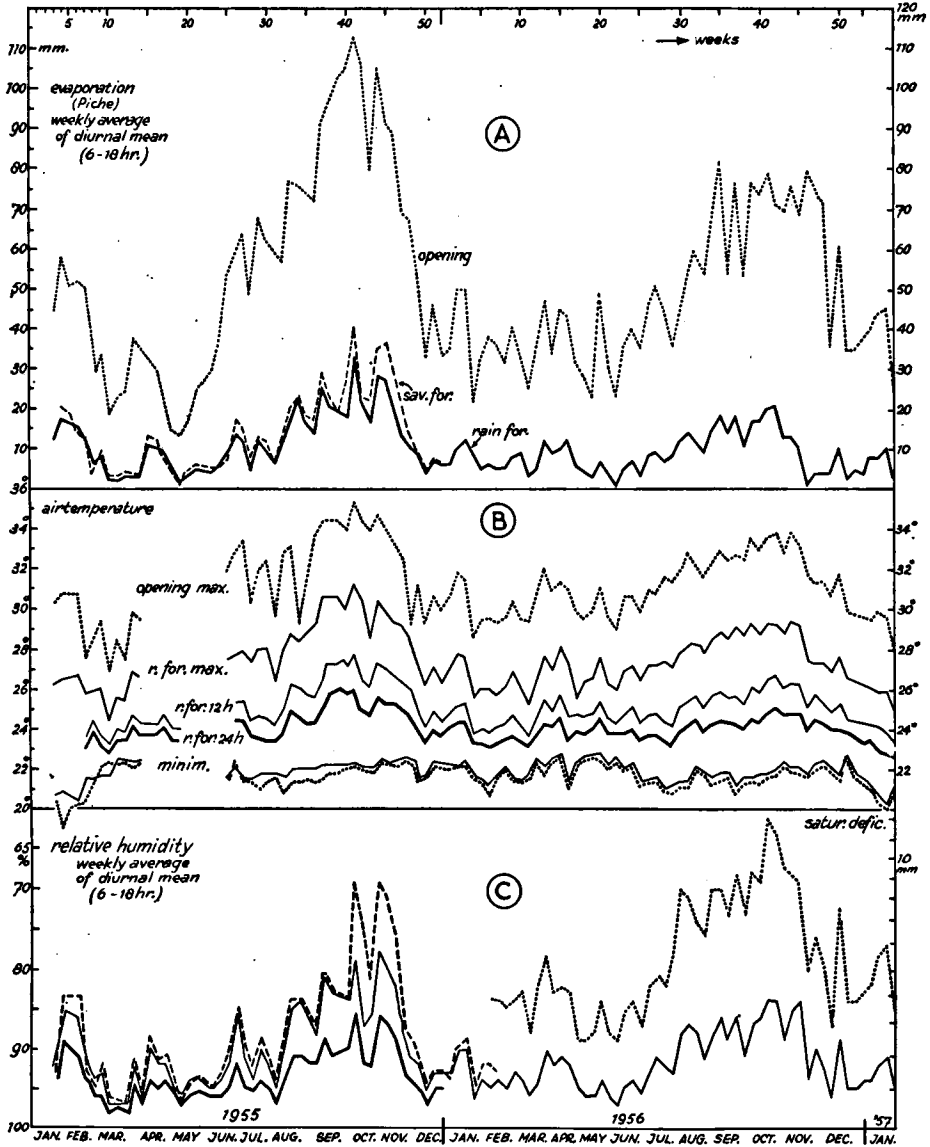 5 10 20 30 40 50 5 10 20 30 40 50 120
mm
→ weeks
mm.
110 110
evaporation
(Piche)
weekly average
of diurnal mean
(6-18hr.)
A
100 100
90 90
80 80
70 70
60 60
opening
50 50
40 40
30 30
sav.for.
20 20
rain for.
10 10
36°
airtemperature
B
34° 34°
32° 32°
opening max.
30° 30°
28° 28°
r. for. max.
26° 26°
r.for.12h
24° 24°
r.for.24h
22° 22
minim.
20
satur. defic.
relative humidity
weekly average
of diurnal mean
(6-18hr.)
C
65
%
10
mm
70
80
90
100
1955 1956 '57
JAN. FEB. MAR. APR. MAY JUN. JUL. AUG. SEP. OCT. NOV. DEC. JAN. FEB. MAR. APR. MAY JUN. JUL. AUG. SEP. OCT. NOV. DEC. JAN.